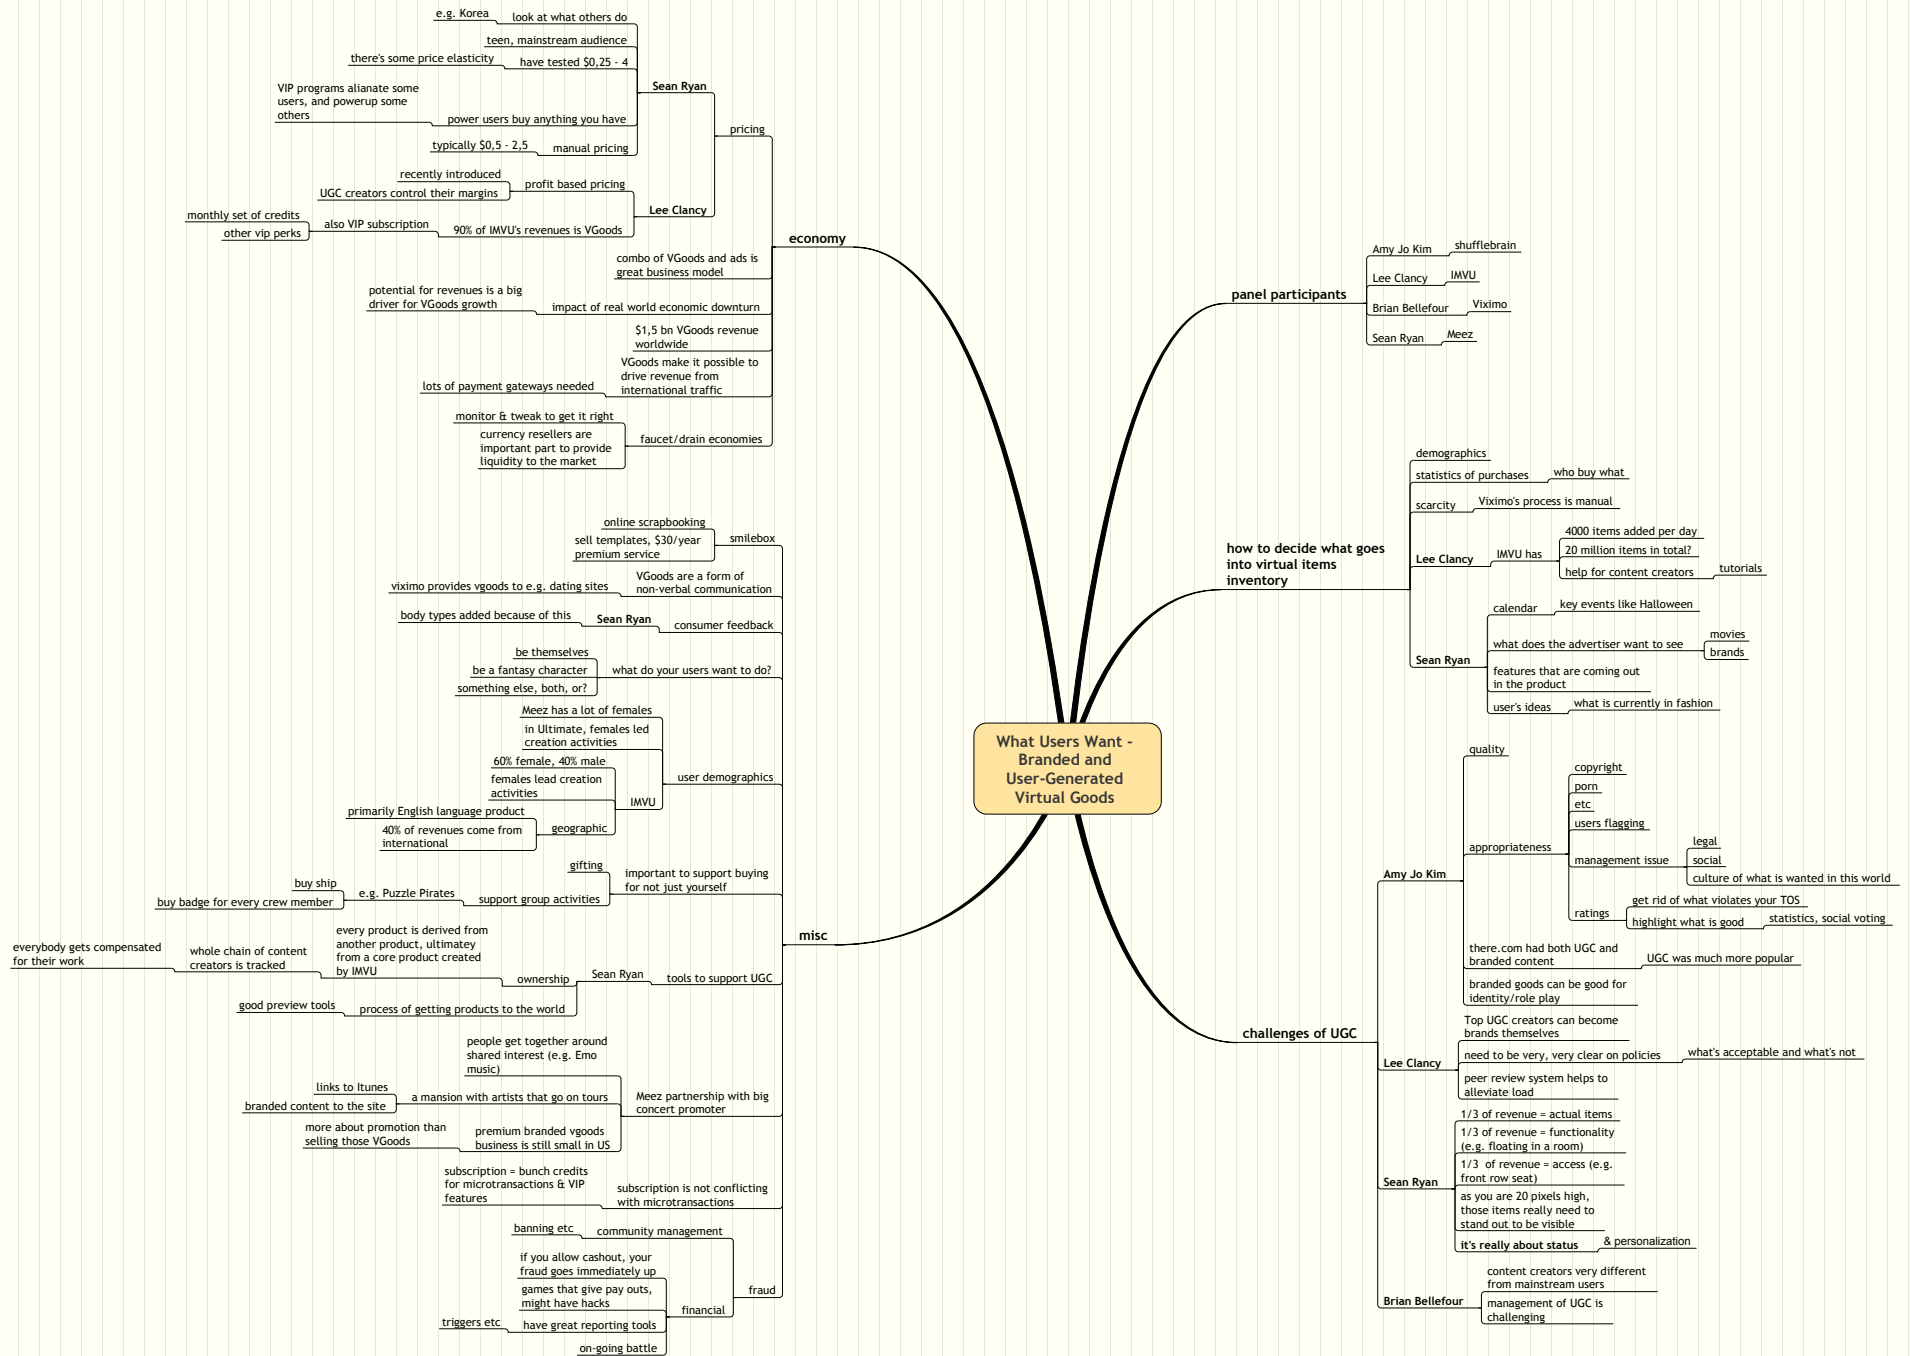 What Users Want -
Branded and
User-Generated
Virtual Goods
panel participants
Amy Jo Kim
shufflebrain
Lee Clancy
IMVU
Brian Bellefour
Viximo
Sean Ryan
Meez
how to decide what goes
into virtual items
inventory
demographics
statistics of purchases
who buy what
scarcity
Viximo's process is manual
Lee Clancy
IMVU has
4000 items added per day
20 million items in total?
help for content creators
tutorials
Sean Ryan
calendar
key events like Halloween
what does the advertiser want to see
movies
brands
features that are coming out
in the product
user's ideas
what is currently in fashion
challenges of UGC
Amy Jo Kim
quality
appropriateness
copyright
porn
etc
users flagging
management issue
legal
social
culture of what is wanted in this world
ratings
get rid of what violates your TOS
highlight what is good
statistics, social voting
there.com had both UGC and
branded content
UGC was much more popular
branded goods can be good for
identity/role play
Lee Clancy
Top UGC creators can become
brands themselves
need to be very, very clear on policies
what's acceptable and what's not
peer review system helps to
alleviate load
Sean Ryan
1/3 of revenue = actual items
1/3 of revenue = functionality
(e.g. floating in a room)
1/3  of revenue = access (e.g.
front row seat)
as you are 20 pixels high,
those items really need to
stand out to be visible
it's really about status
& personalization
Brian Bellefour
content creators very different
from mainstream users
management of UGC is
challenging
economy
pricing
Sean Ryan
look at what others do
e.g. Korea
teen, mainstream audience
have tested $0,25 - 4
there's some price elasticity
power users buy anything you have
VIP programs alianate some
users, and powerup some
others
manual pricing
typically $0,5 - 2,5
Lee Clancy
profit based pricing
recently introduced
UGC creators control their margins
90% of IMVU's revenues is VGoods
also VIP subscription
monthly set of credits
other vip perks
combo of VGoods and ads is
great business model
impact of real world economic downturn
potential for revenues is a big
driver for VGoods growth
$1,5 bn VGoods revenue
worldwide
VGoods make it possible to
drive revenue from
international traffic
lots of payment gateways needed
faucet/drain economies
monitor & tweak to get it right
currency resellers are
important part to provide
liquidity to the market
misc
smilebox
online scrapbooking
sell templates, $30/year
premium service
VGoods are a form of
non-verbal communication
viximo provides vgoods to e.g. dating sites
consumer feedback
Sean Ryan
body types added because of this
what do your users want to do?
be themselves
be a fantasy character
something else, both, or?
user demographics
Meez has a lot of females
in Ultimate, females led
creation activities
IMVU
60% female, 40% male
females lead creation
activities
geographic
primarily English language product
40% of revenues come from
international
important to support buying
for not just yourself
gifting
support group activities
e.g. Puzzle Pirates
buy ship
buy badge for every crew member
tools to support UGC
Sean Ryan
ownership
every product is derived from
another product, ultimatey
from a core product created
by IMVU
whole chain of content
creators is tracked
everybody gets compensated
for their work
process of getting products to the world
good preview tools
Meez partnership with big
concert promoter
people get together around
shared interest (e.g. Emo
music)
a mansion with artists that go on tours
links to Itunes
branded content to the site
premium branded vgoods
business is still small in US
more about promotion than
selling those VGoods
subscription is not conflicting
with microtransactions
subscription = bunch credits
for microtransactions & VIP
features
fraud
community management
banning etc
financial
if you allow cashout, your
fraud goes immediately up
games that give pay outs,
might have hacks
have great reporting tools
triggers etc
on-going battle